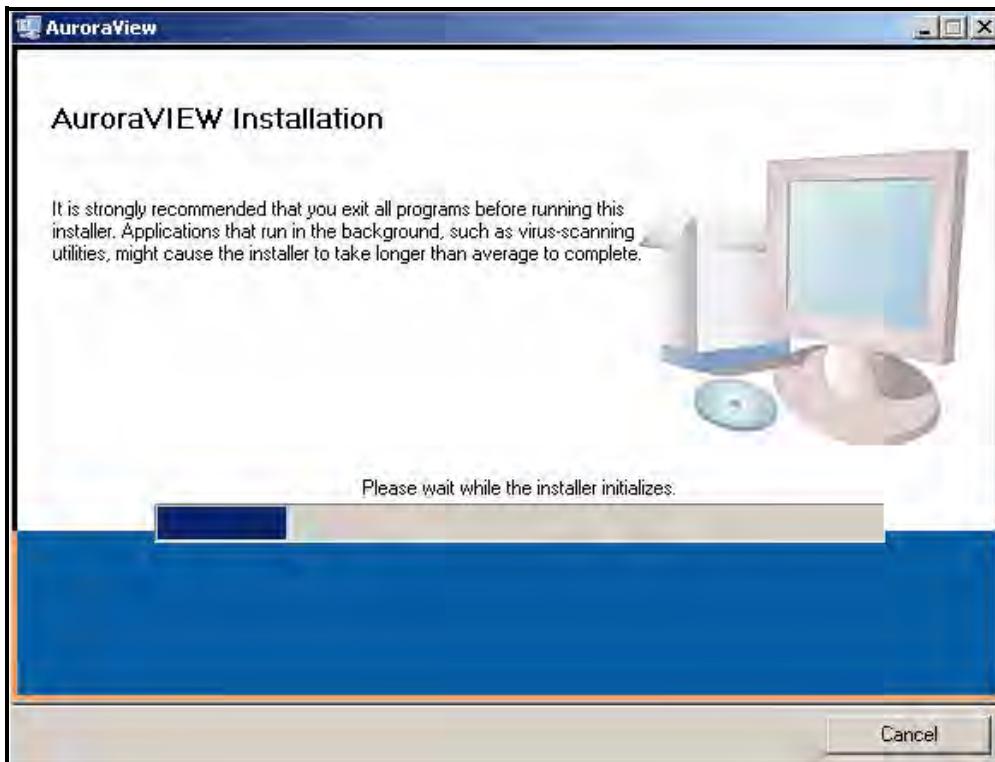 AuroraView
AuroraVIEW Installation
It is strongly recommended that you exit all programs before running this
installer. Applications that run in the background, such as virus-scanning
utilities, might cause the installer to take longer than average to complete.
Please wait while the installer initializes.
Cancel